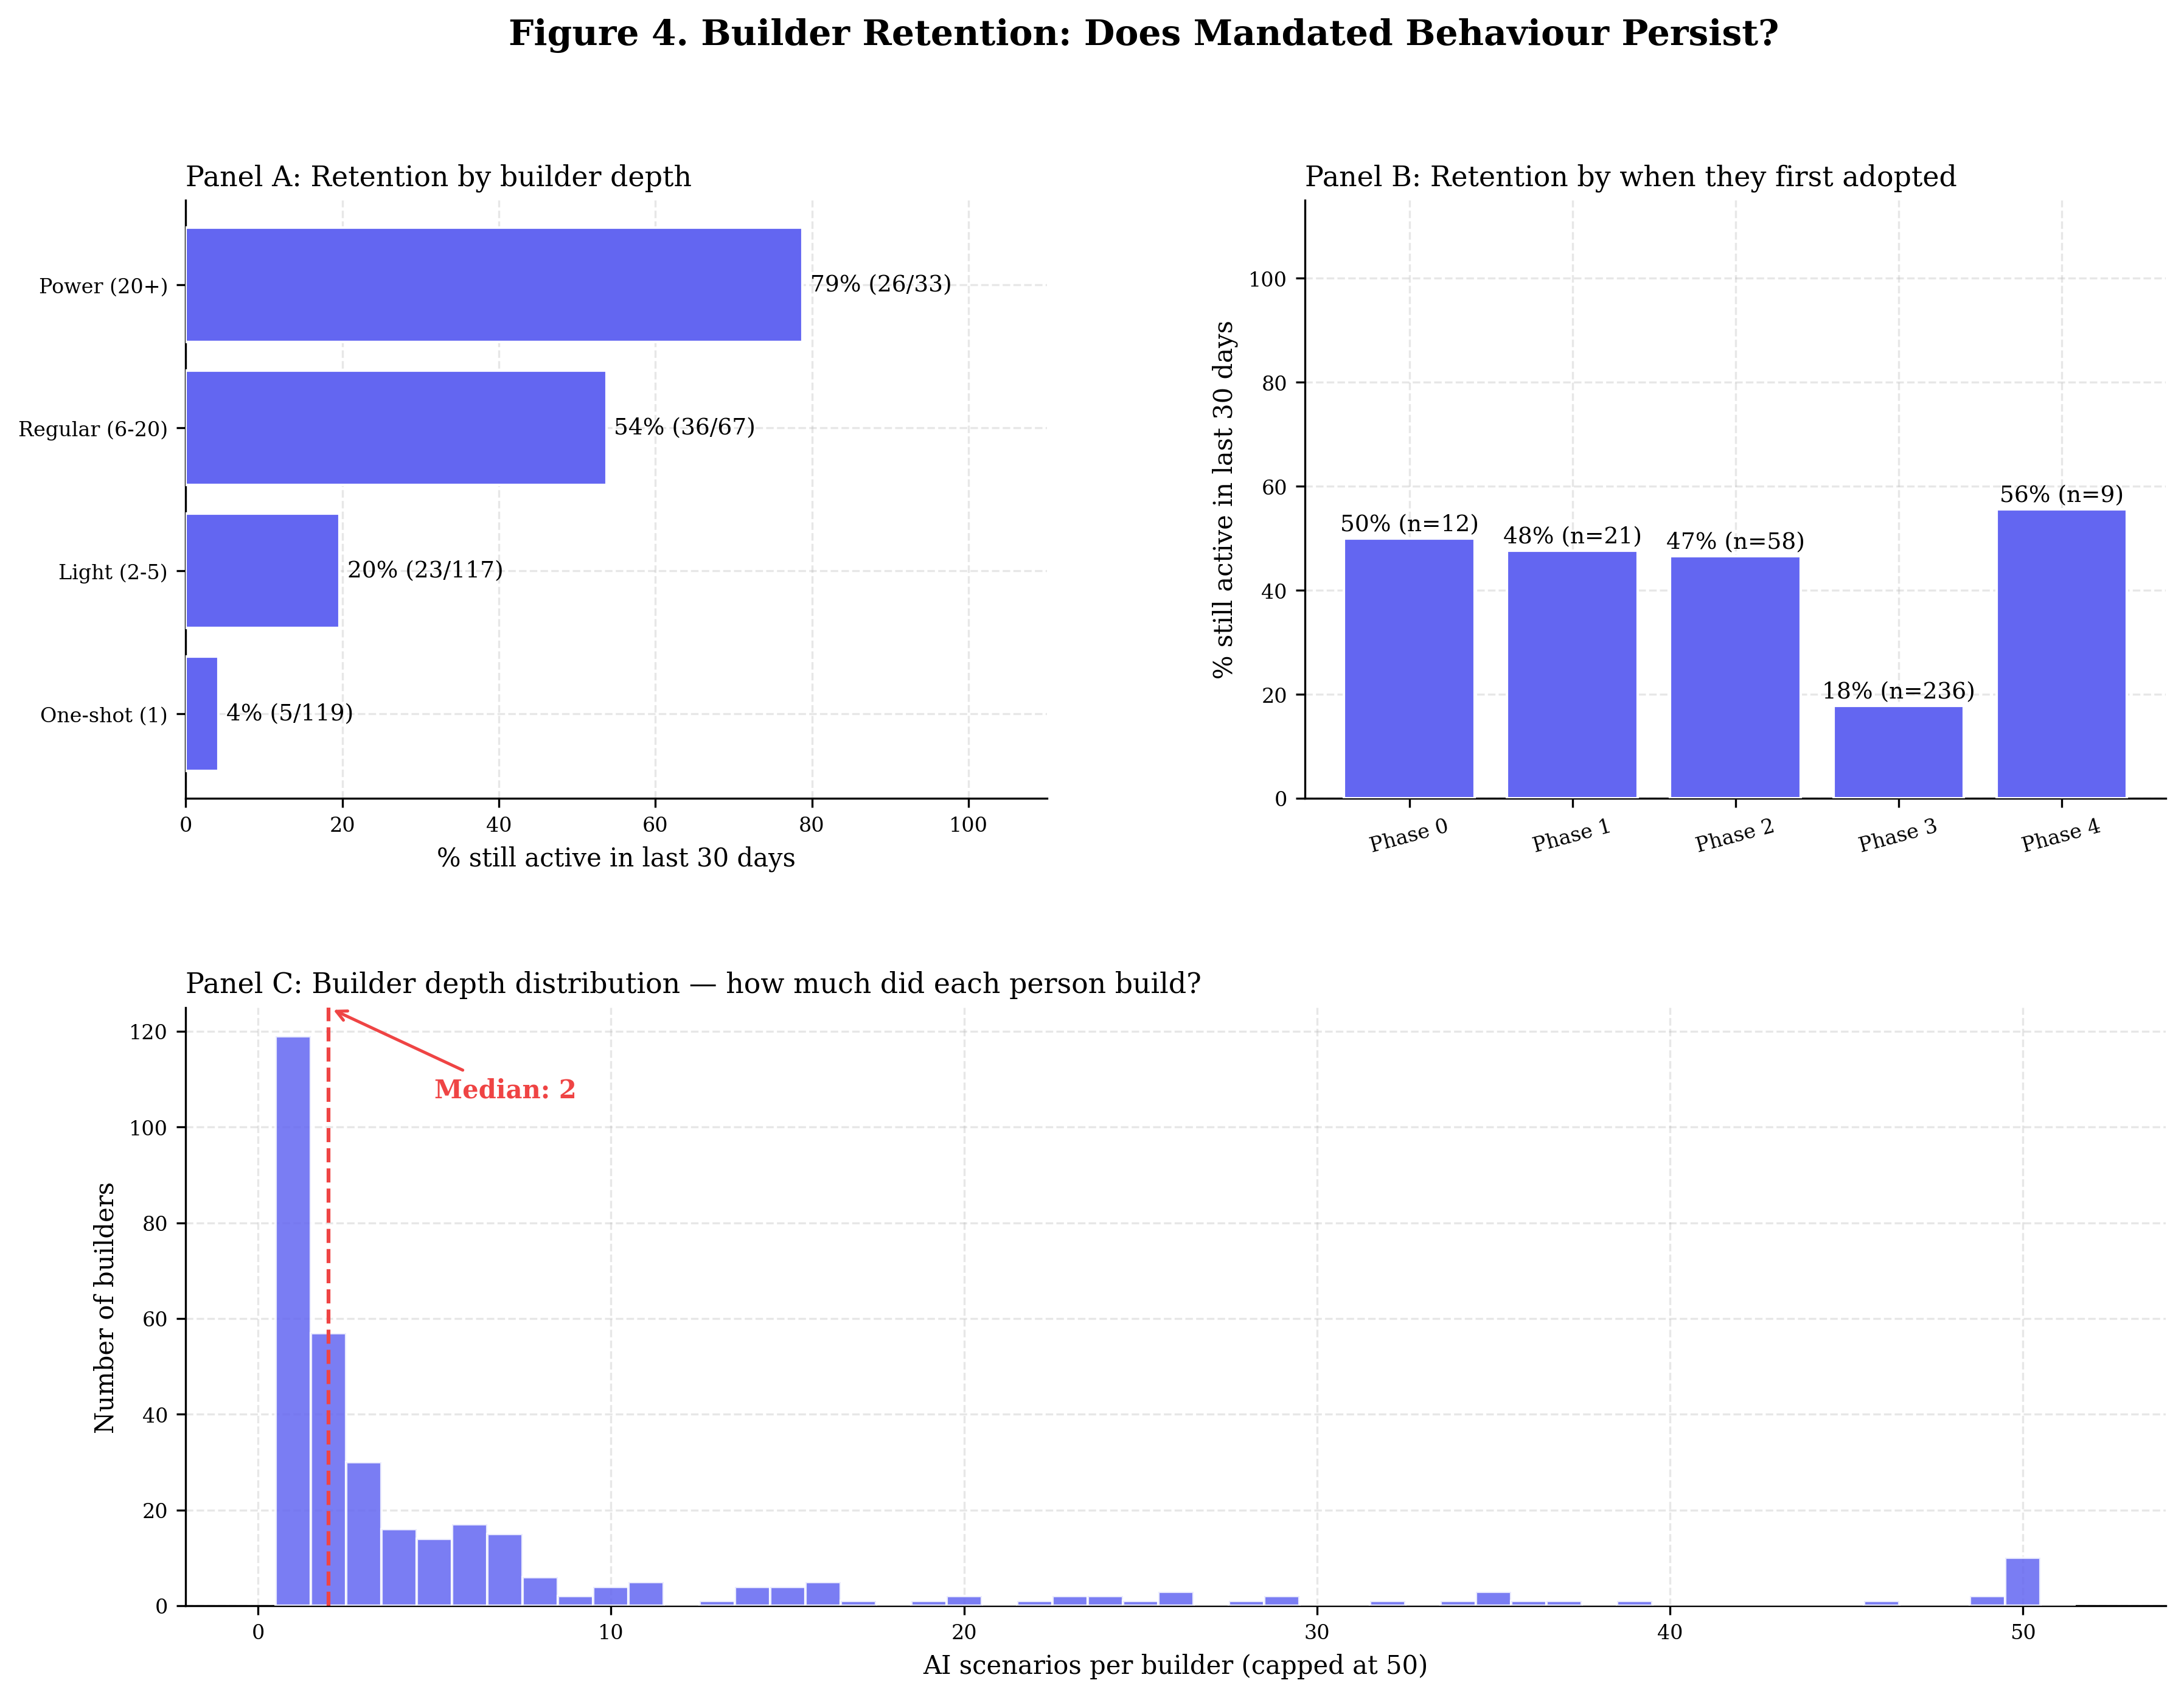 Figure 4. Builder Retention: Does Mandated Behaviour Persist?
Panel A: Retention by builder depth
Power (20+)
79% (26/33)
Regular (6-20)
54% (36/67)
Light (2-5)
20% (23/117)
One-shot (1)
4% (5/119)
0 20 40 60 80 100
% still active in last 30 days
Panel B: Retention by when they first adopted
% still active in last 30 days
100
80
60
40
20
0
50% (n=12)
48% (n=21)
47% (n=58)
18% (n=236)
56% (n=9)
Phase 0 Phase 1 Phase 2 Phase 3 Phase 4
Panel C: Builder depth distribution — how much did each person build?
Number of builders
120
100
80
60
40
20
0
Median: 2
0 10 20 30 40 50
AI scenarios per builder (capped at 50)